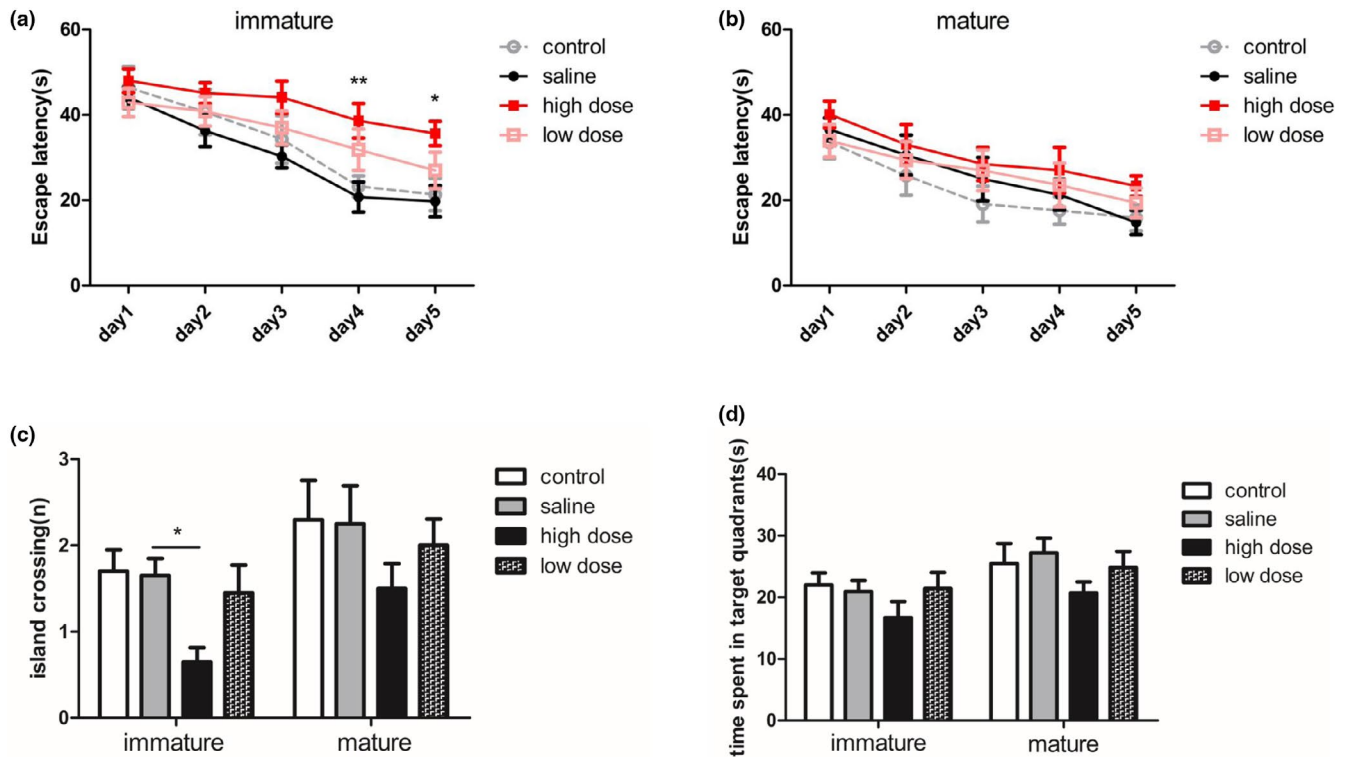 (a)
immature
60
40
20
0
Escape latency(s)
**
*
day1
day2
day3
day4
day5
control
saline
high dose
low dose
(b)
mature
60
40
20
0
Escape latency(s)
day1
day2
day3
day4
day5
control
saline
high dose
low dose
(c)
3
2
1
0
island crossing(n)
*
immature
mature
control
saline
high dose
low dose
(d)
40
30
20
10
0
time spent in target quadrants(s)
immature
mature
control
saline
high dose
low dose